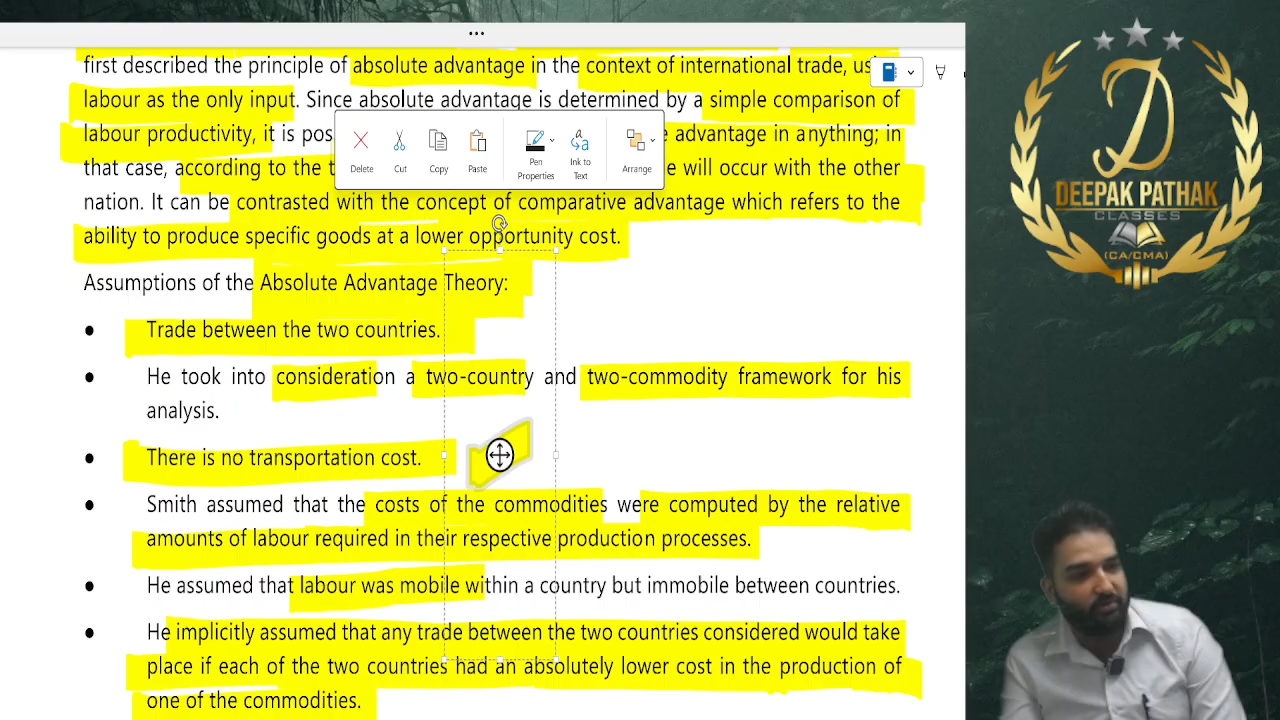 first described the principle of absolute advantage in the context of international trade,
labour as the only input. Since absolute advantage is determined by a simple comparison of
labour productivity, it is advantage in anything; in
that case, according to the will occur with the other
nation. It can be contrasted with the concept of comparative advantage which refers to the
ability to produce specific goods at a lower opportunity cost.
Delete
Cut
Copy
Paste
Pen Properties
Ink to Text
Arrange
Assumptions of the Absolute Advantage Theory:
• Trade between the two countries.
• He took into consideration a two-country and two-commodity framework for his
analysis.
• There is no transportation cost.
• Smith assumed that the costs of the commodities were computed by the relative
amounts of labour required in their respective production processes.
• He assumed that labour was mobile within a country but immobile between countries.
• He implicitly assumed that any trade between the two countries considered would take
place if each of the two countries had an absolutely lower cost in the production of
one of the commodities.
D
DEEPAK PATHAK
CLASSES
(CA/CMA)